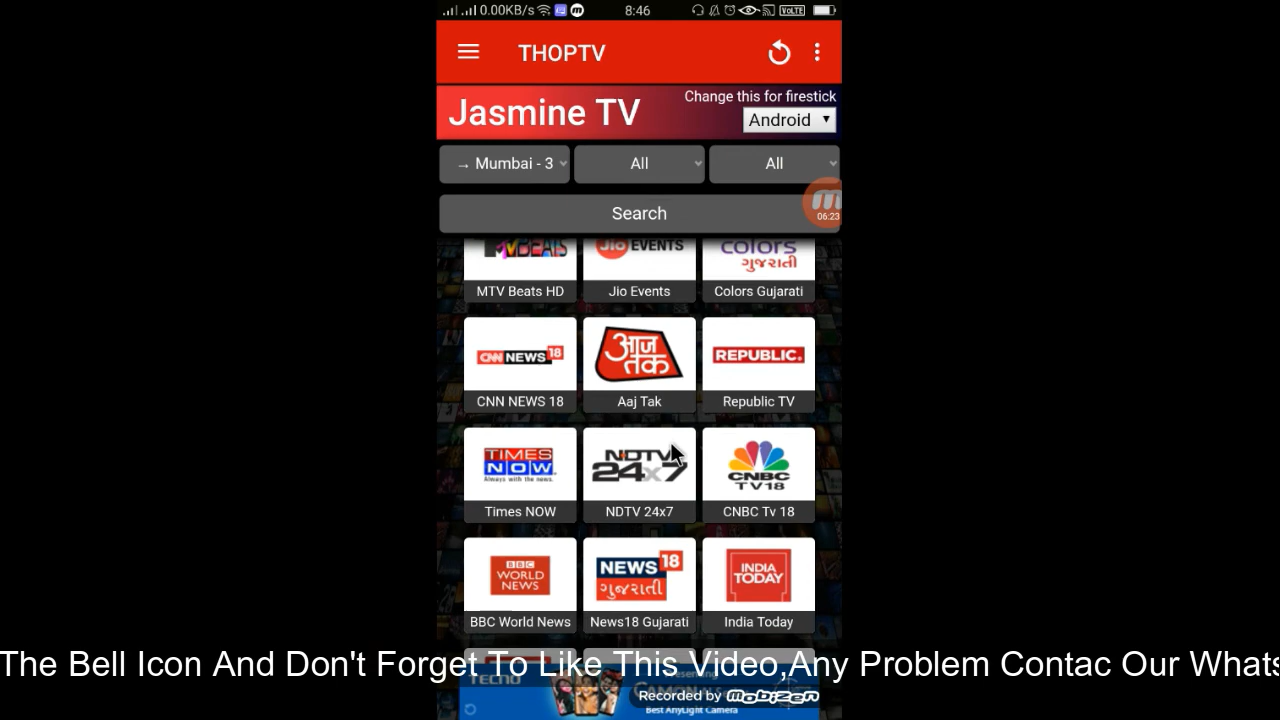 0.00KB/s 8:46 VoLTE
THOPTV
Jasmine TV
Change this for firestick
Android
→ Mumbai - 3 All All
Search
06:23
MTV BEATS Jio EVENTS colors
ગુજરાતી
MTV Beats HD Jio Events Colors Gujarati
CNN NEWS 18 आज तक REPUBLIC.
CNN NEWS 18 Aaj Tak Republic TV
TIMES NOW NDTV 24x7 CNBC TV18
Always with the news.
Times NOW NDTV 24x7 CNBC Tv 18
BBC WORLD NEWS NEWS 18 ગુજરાતી INDIA TODAY
BBC World News News18 Gujarati India Today
The Bell Icon And Don't Forget To Like This Video,Any Problem Contac Our Whats
TECNO Presenting
CAMON
Recorded by mobizen
Best AnyLight Camera